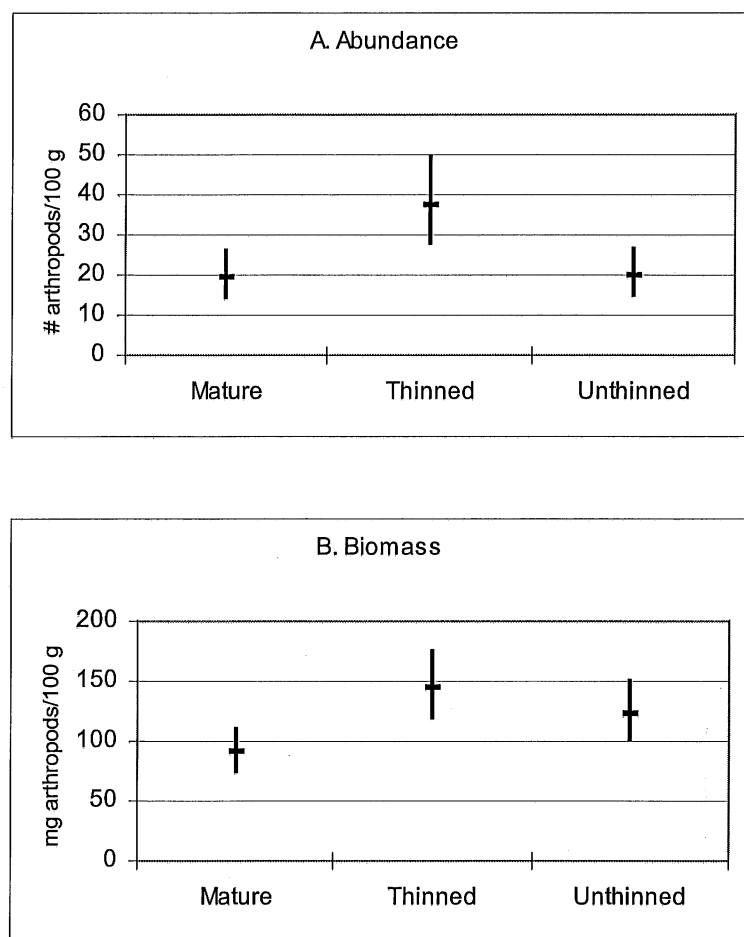 A. Abundance
# arthropods/100 g
60
50
40
30
20
10
0
Mature Thinned Unthinned
B. Biomass
mg arthropods/100 g
200
150
100
50
0
Mature Thinned Unthinned